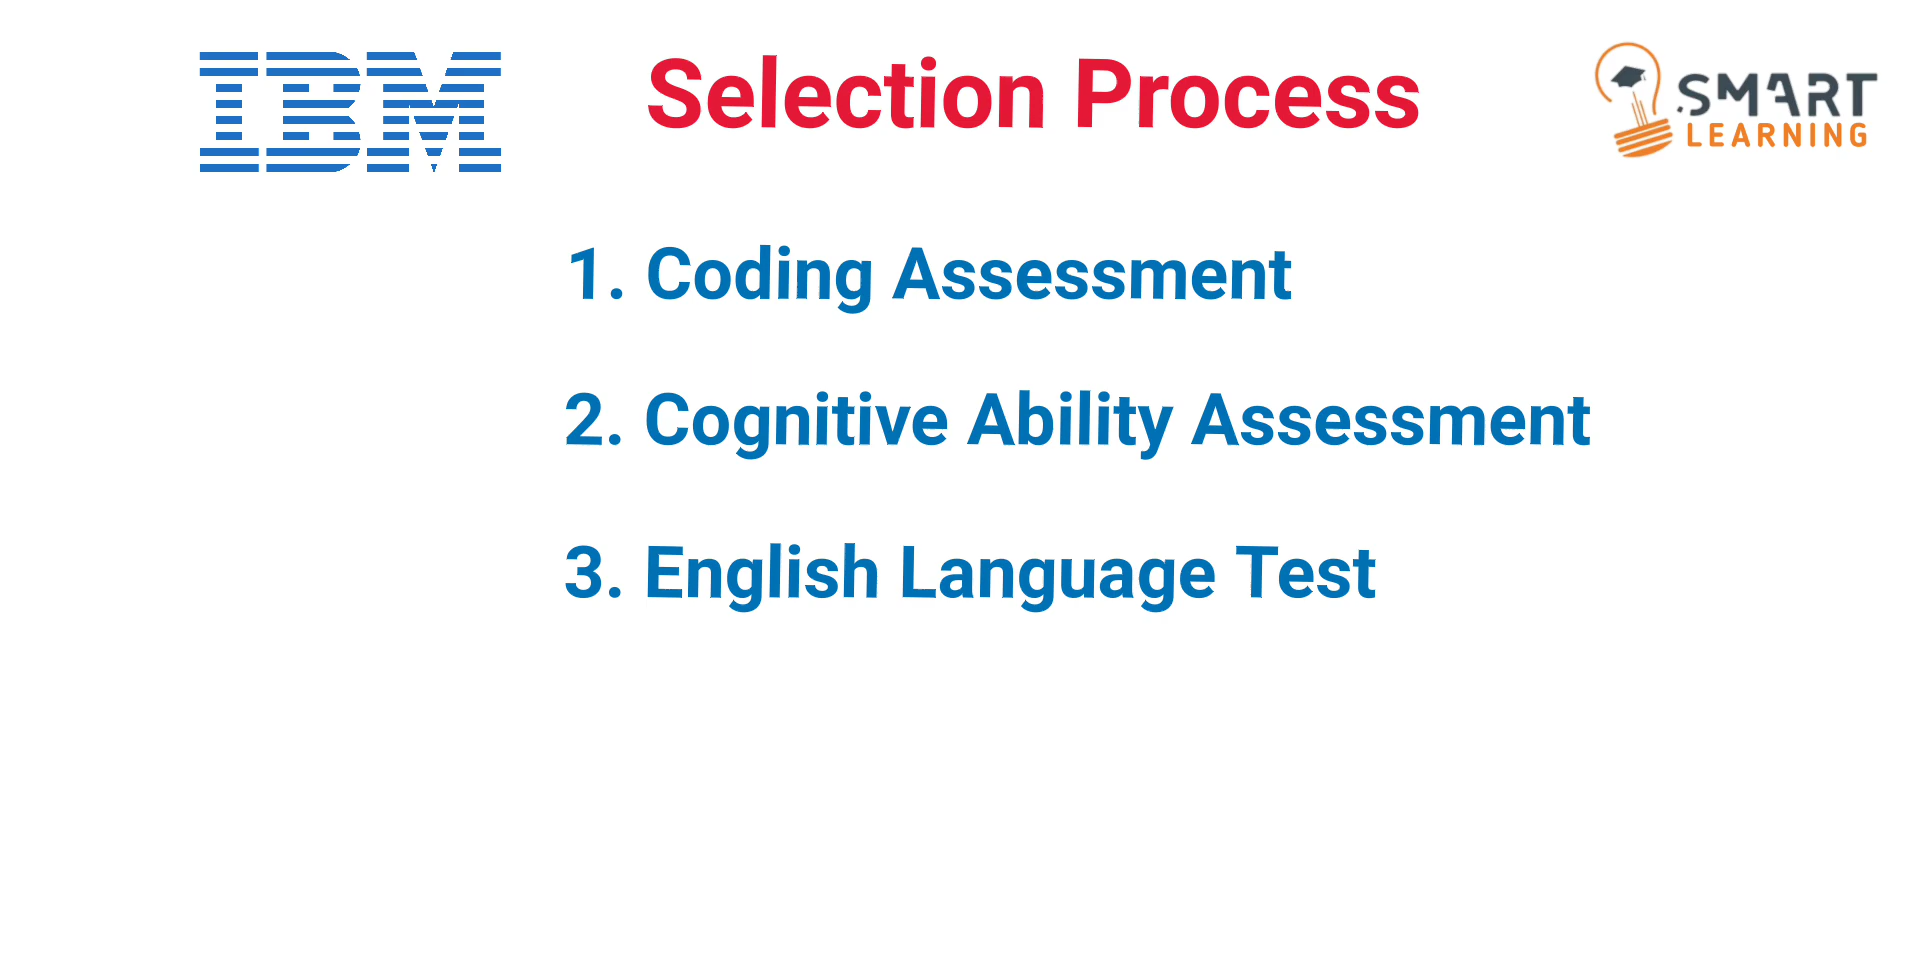 IBM
Selection Process
SMART
LEARNING
1. Coding Assessment
2. Cognitive Ability Assessment
3. English Language Test